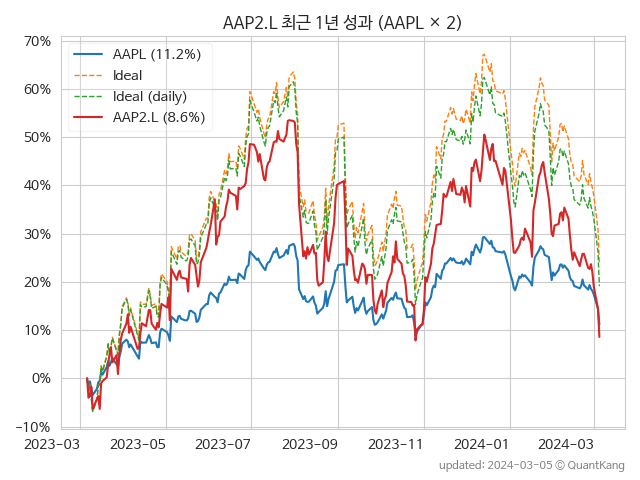 AAP2.L 최근 1년 성과 (AAPL × 2)
70%
60%
50%
40%
30%
20%
10%
0%
−10%
AAPL (11.2%)
Ideal
Ideal (daily)
AAP2.L (8.6%)
2023-03 2023-05 2023-07 2023-09 2023-11 2024-01 2024-03
updated: 2024-03-05 © QuantKang